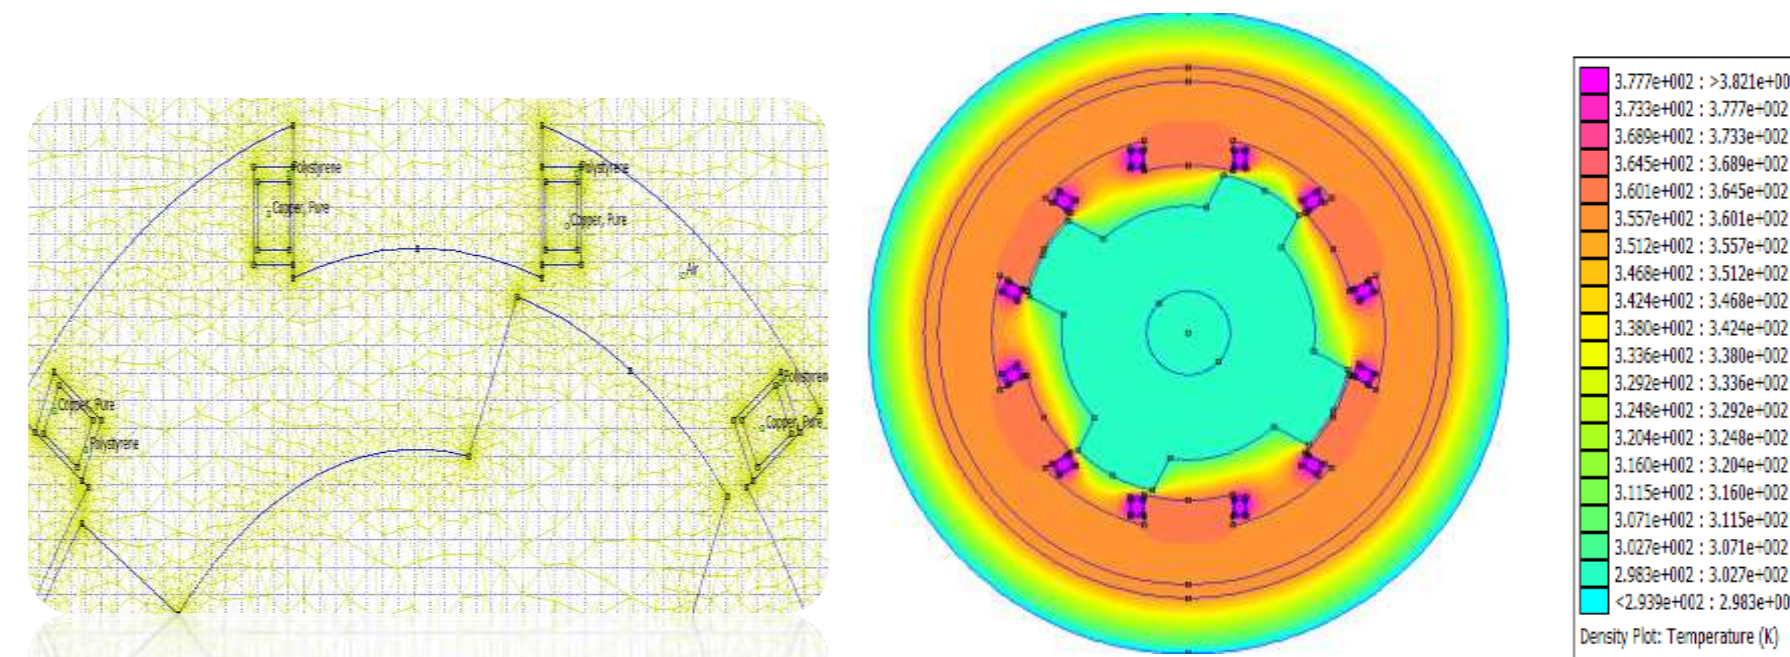 Polystyrene
Polystyrene
Copper, Pure
Copper, Pure
Air
Copper, Pure
Polystyrene
Copper, Pure
3.777e+002 : >3.821e+00
3.733e+002 : 3.777e+002
3.689e+002 : 3.733e+002
3.645e+002 : 3.689e+002
3.601e+002 : 3.645e+002
3.557e+002 : 3.601e+002
3.512e+002 : 3.557e+002
3.468e+002 : 3.512e+002
3.424e+002 : 3.468e+002
3.380e+002 : 3.424e+002
3.336e+002 : 3.380e+002
3.292e+002 : 3.336e+002
3.248e+002 : 3.292e+002
3.204e+002 : 3.248e+002
3.160e+002 : 3.204e+002
3.115e+002 : 3.160e+002
3.071e+002 : 3.115e+002
3.027e+002 : 3.071e+002
2.983e+002 : 3.027e+002
<2.939e+002 : 2.983e+00
Density Plot: Temperature (K)